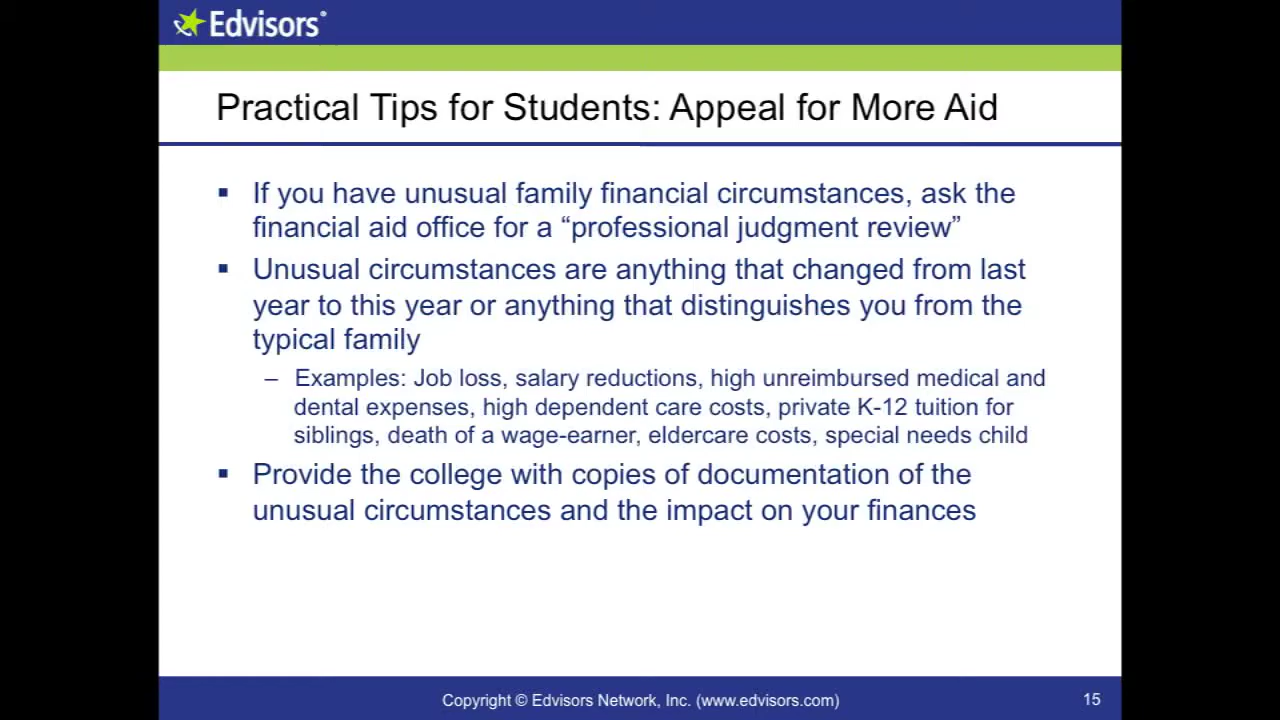 Edvisors®
Practical Tips for Students: Appeal for More Aid
▪ If you have unusual family financial circumstances, ask the
financial aid office for a “professional judgment review”
▪ Unusual circumstances are anything that changed from last
year to this year or anything that distinguishes you from the
typical family
– Examples: Job loss, salary reductions, high unreimbursed medical and
dental expenses, high dependent care costs, private K-12 tuition for
siblings, death of a wage-earner, eldercare costs, special needs child
▪ Provide the college with copies of documentation of the
unusual circumstances and the impact on your finances
Copyright © Edvisors Network, Inc. (www.edvisors.com)
15